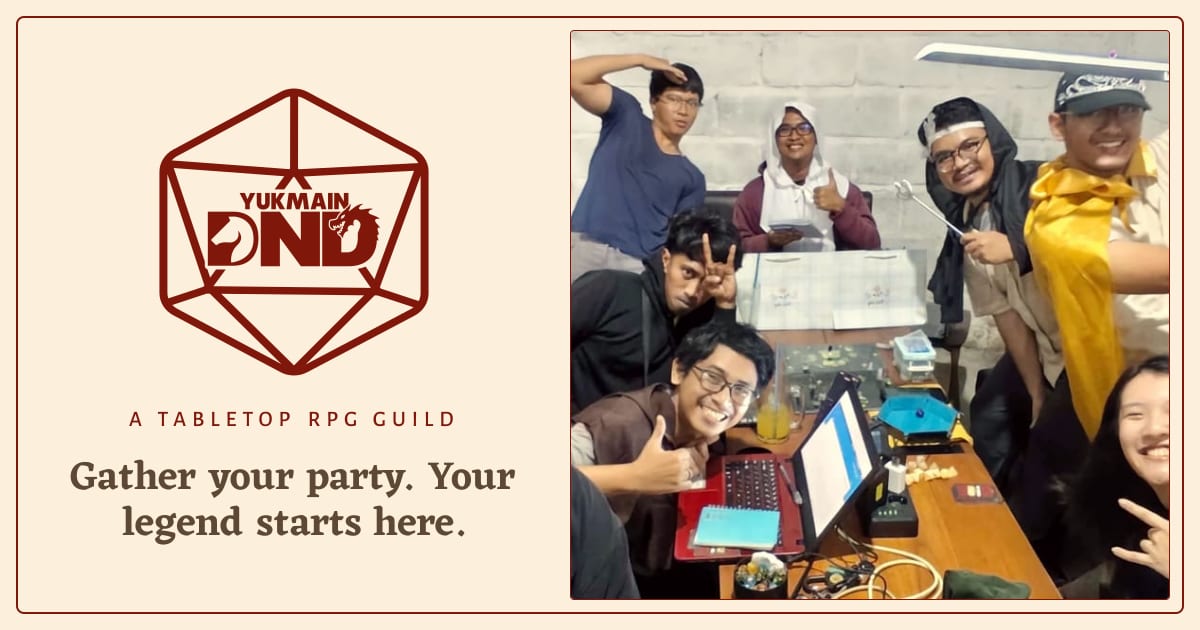 YUKMAIN
DND
A TABLETOP RPG GUILD
Gather your party. Your
legend starts here.